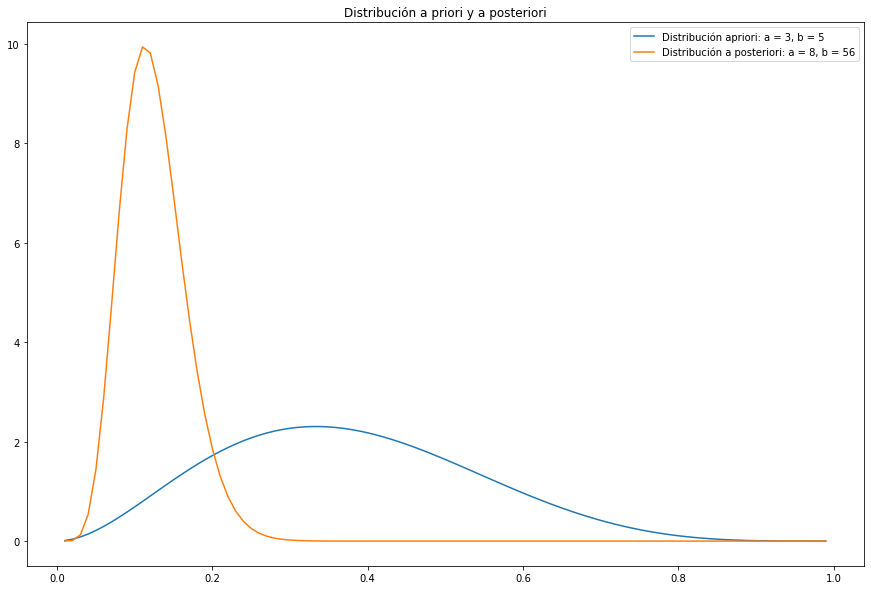 Distribución a priori y a posteriori
Distribución apriori: a = 3, b = 5
Distribución a posteriori: a = 8, b = 56
10
8
6
4
2
0
0.0 0.2 0.4 0.6 0.8 1.0